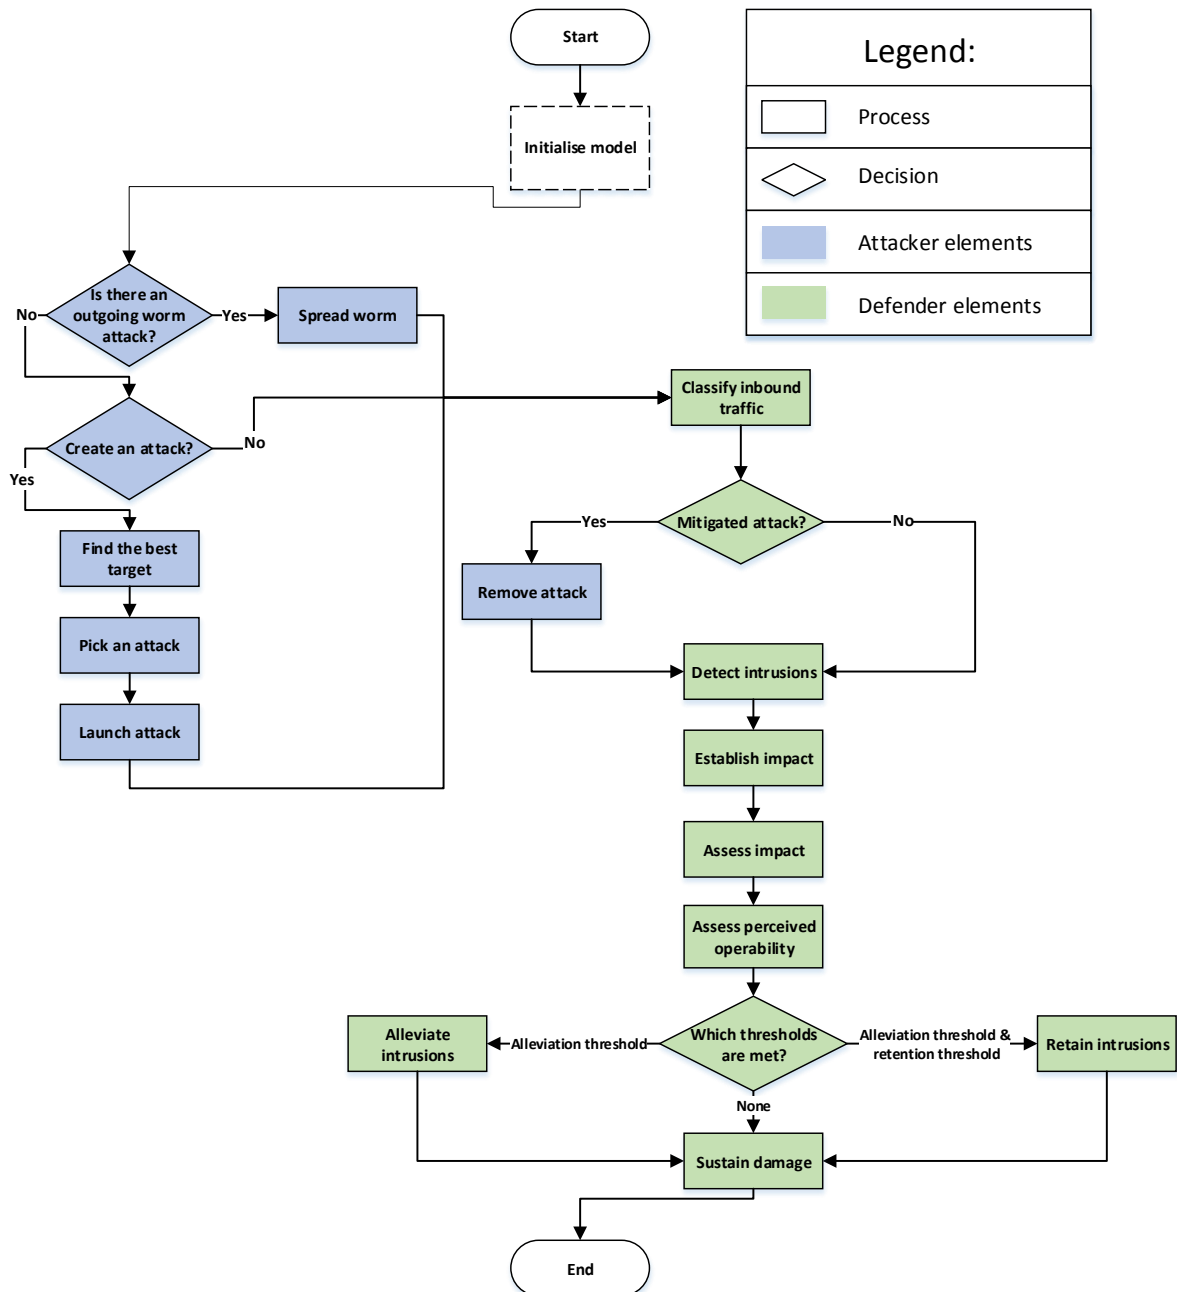 Start
Initialise model
Legend:
Process
Decision
Attacker elements
Defender elements
Is there an
outgoing worm
attack?
No
Yes
Spread worm
Create an attack?
No
Yes
Find the best
target
Pick an attack
Launch attack
Classify inbound
traffic
Mitigated attack?
Yes
No
Remove attack
Detect intrusions
Establish impact
Assess impact
Assess perceived
operability
Which thresholds
are met?
Alleviation threshold
Alleviate
intrusions
Alleviation threshold &
retention threshold
Retain intrusions
None
Sustain damage
End